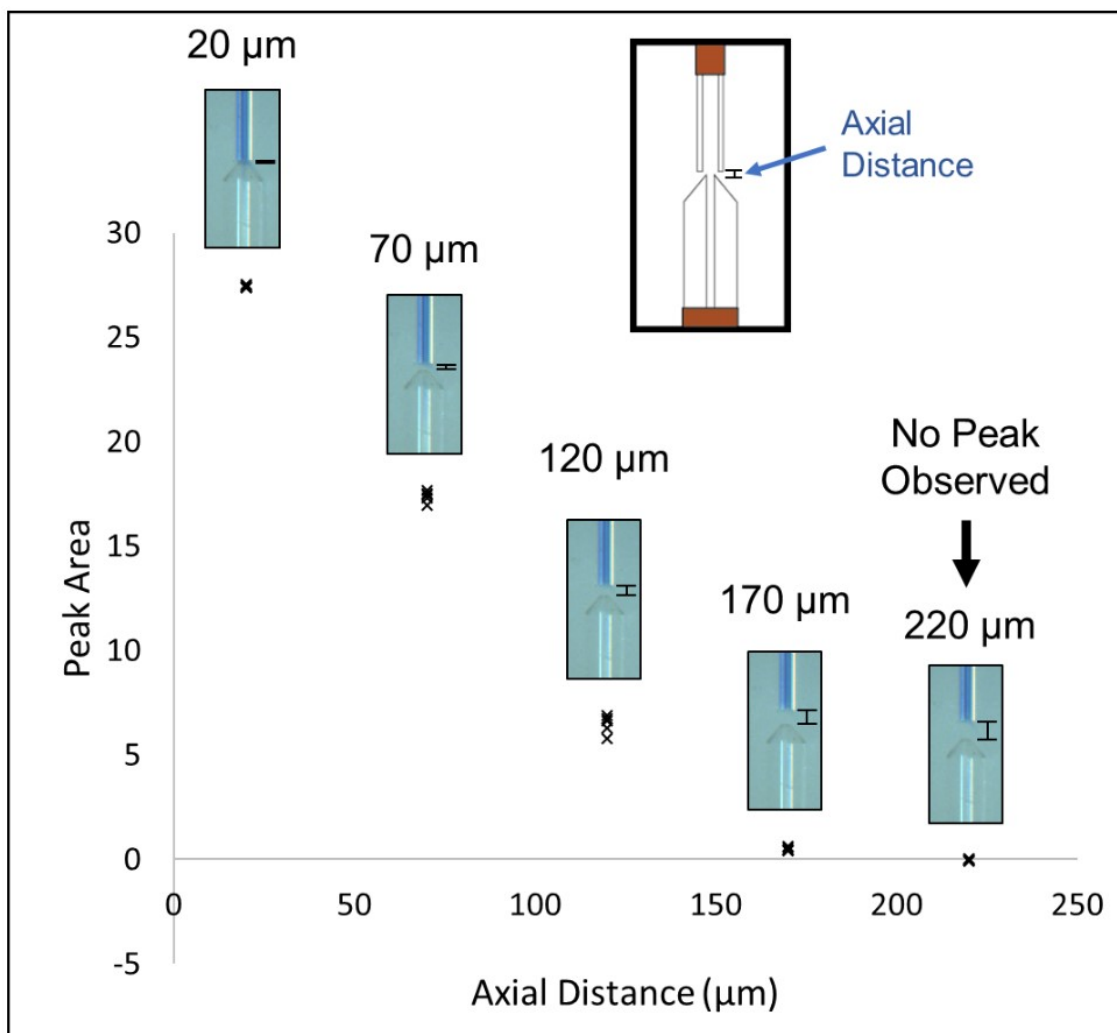 20 µm
Axial
Distance
70 µm
120 µm
No Peak
Observed
170 µm
220 µm
30
25
20
15
10
5
0
-5
Peak Area
0 50 100 150 200 250
Axial Distance (µm)